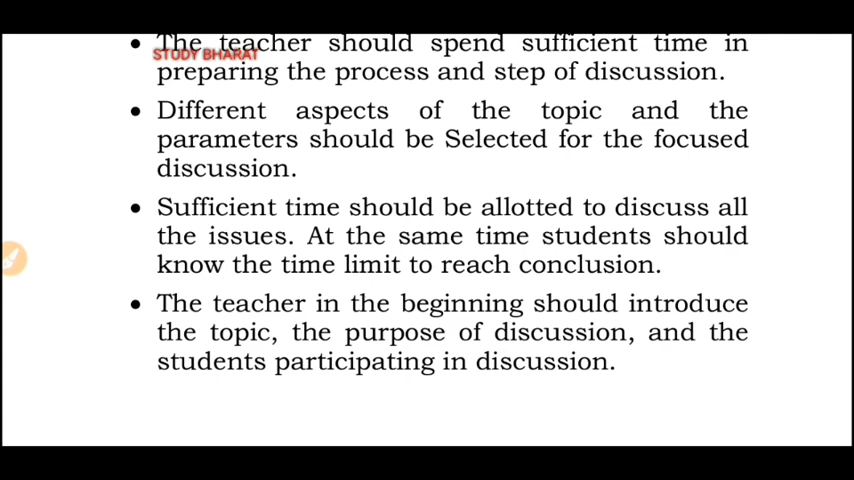 • The teacher should spend sufficient time in
STUDY BHARAT
preparing the process and step of discussion.
• Different aspects of the topic and the
parameters should be Selected for the focused
discussion.
• Sufficient time should be allotted to discuss all
the issues. At the same time students should
know the time limit to reach conclusion.
• The teacher in the beginning should introduce
the topic, the purpose of discussion, and the
students participating in discussion.